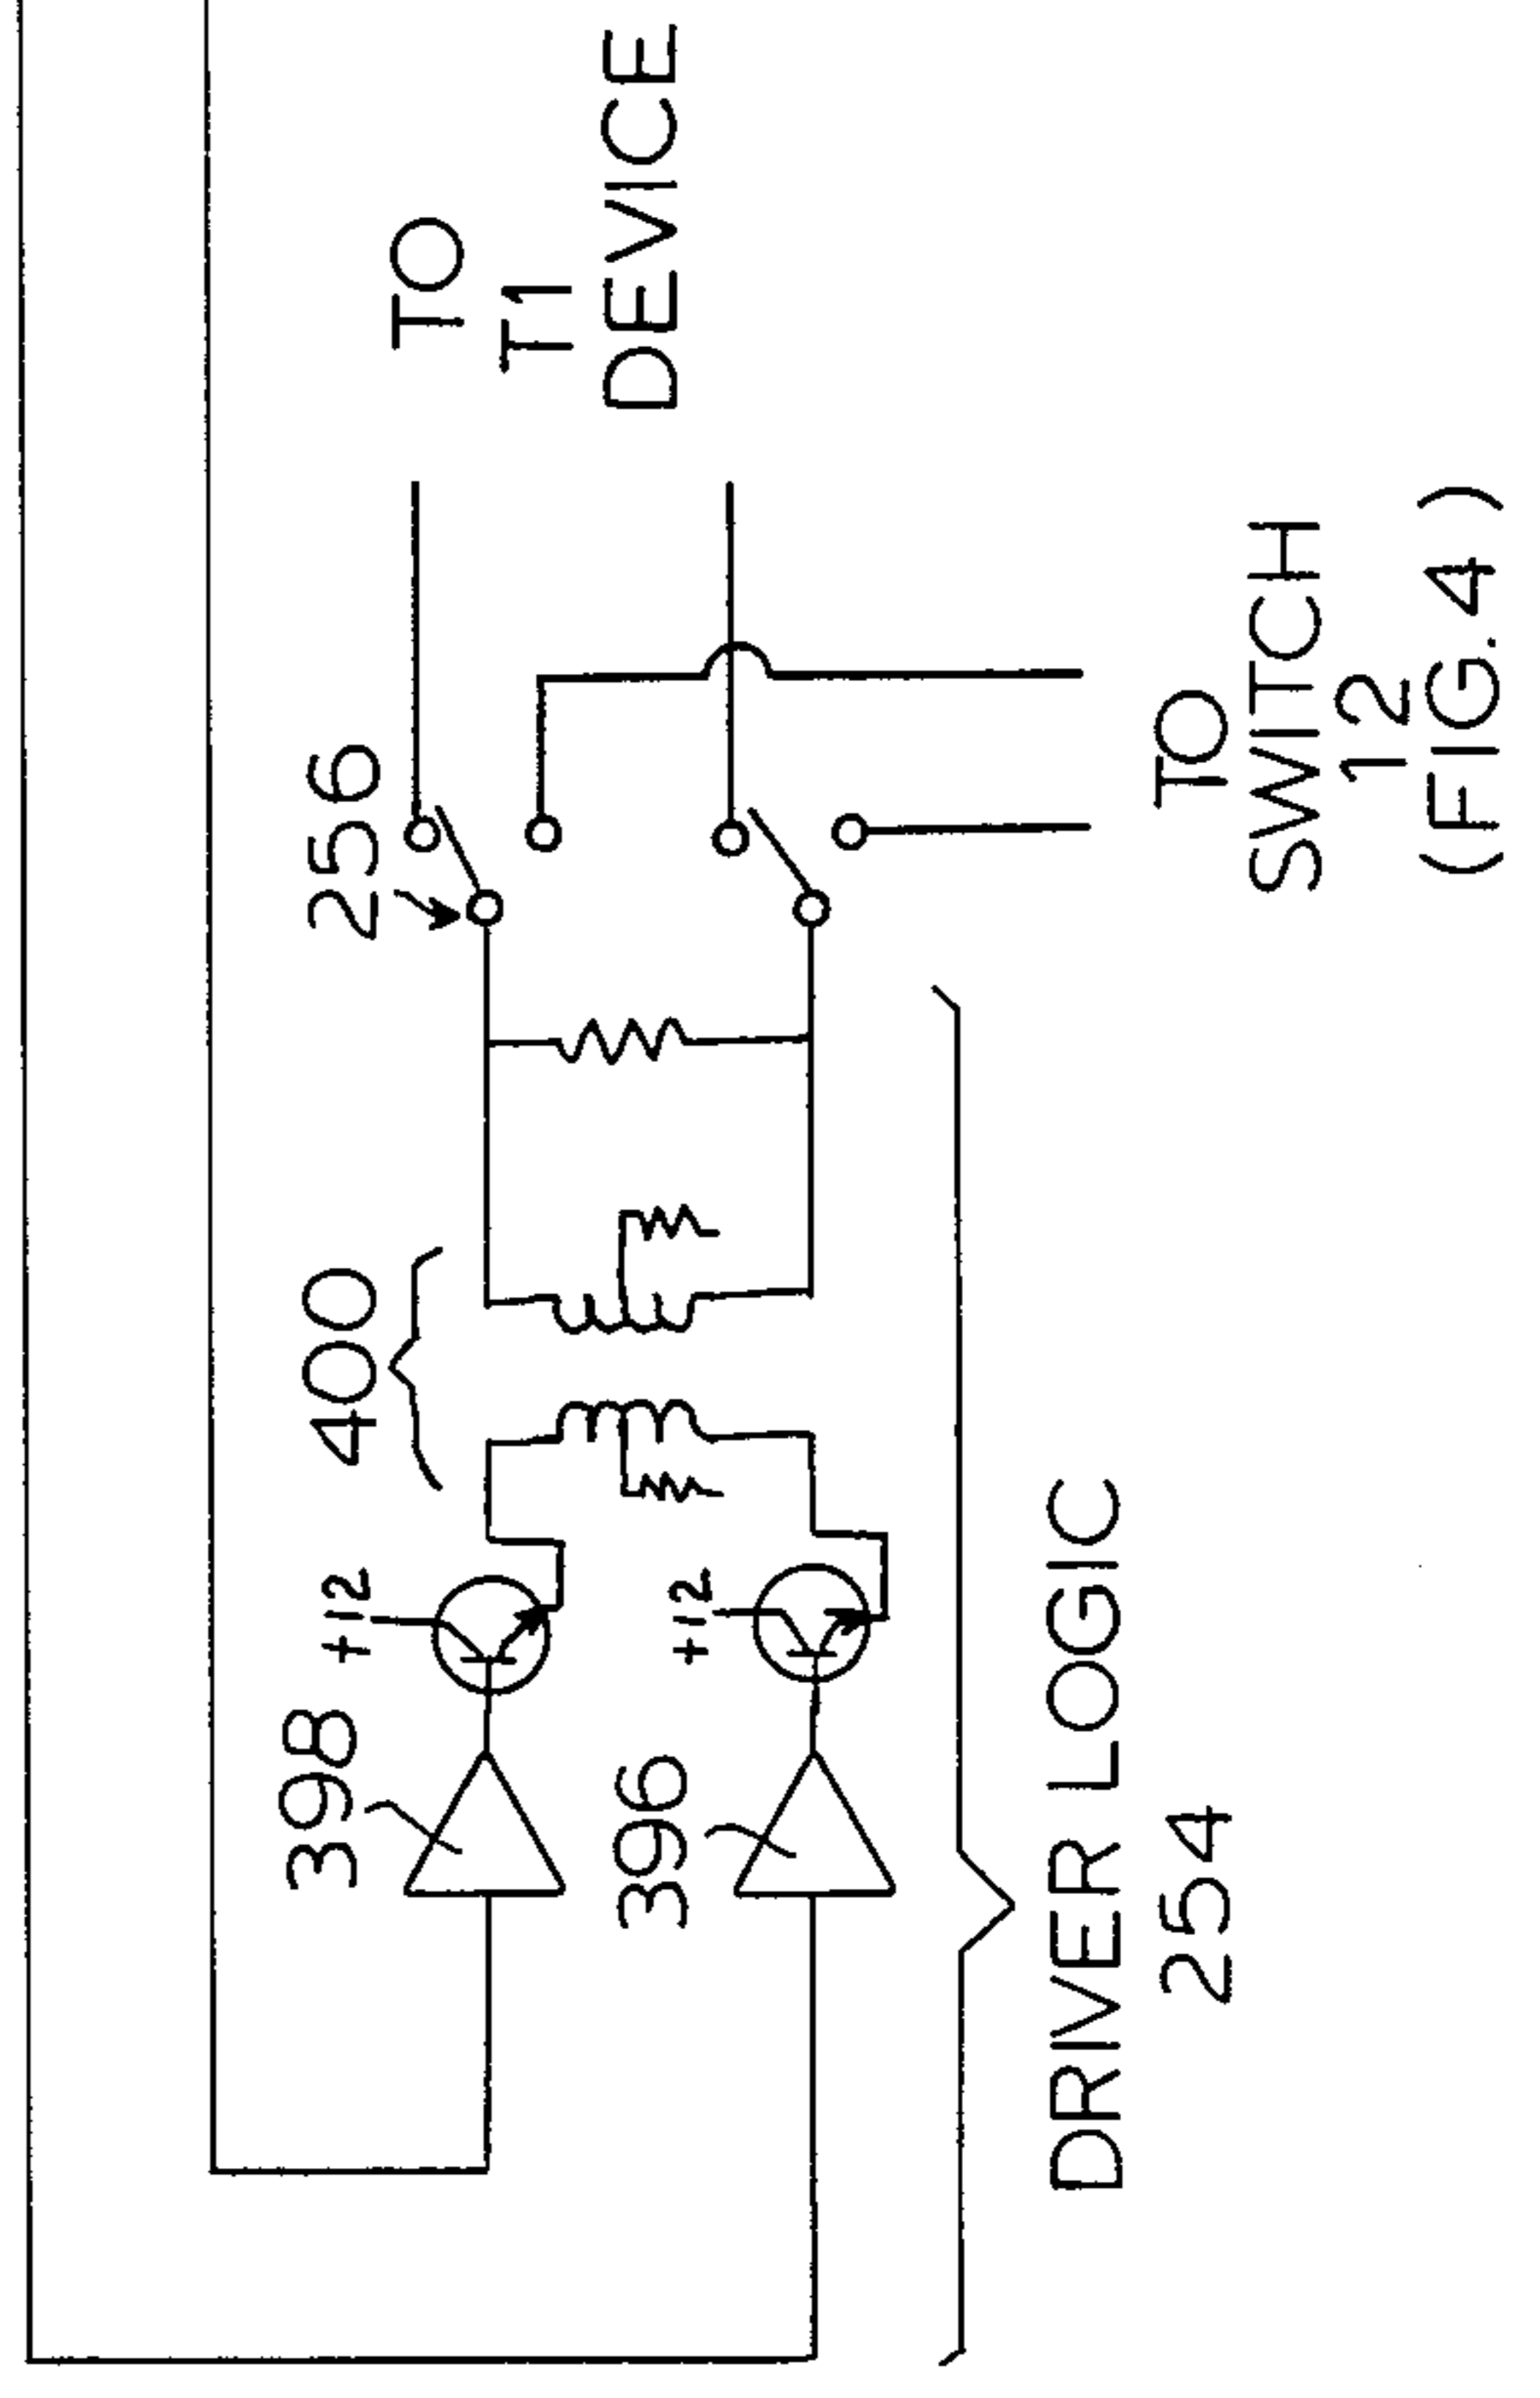 398
+12
400
256
TO
T1
DEVICE
396
+12
TO
SWITCH
12
(FIG. 4)
DRIVER LOGIC
254